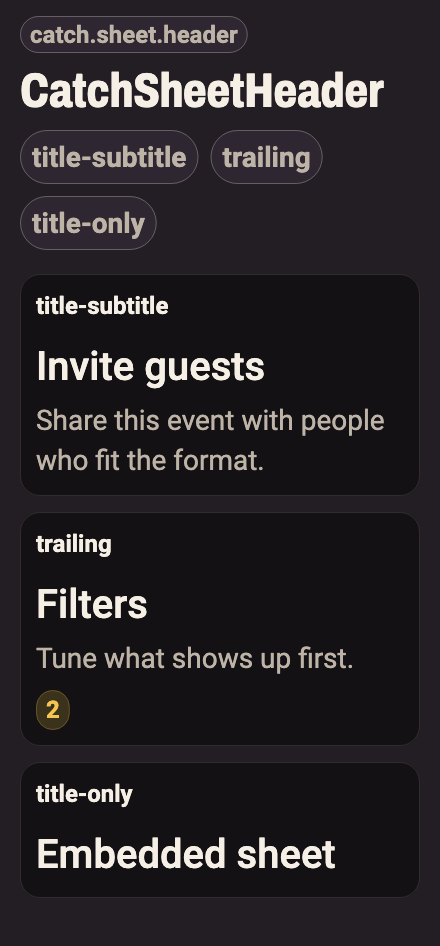 catch.sheet.header
CatchSheetHeader
title-subtitle
trailing
title-only
title-subtitle
Invite guests
Share this event with people
who fit the format.
trailing
Filters
Tune what shows up first.
2
title-only
Embedded sheet